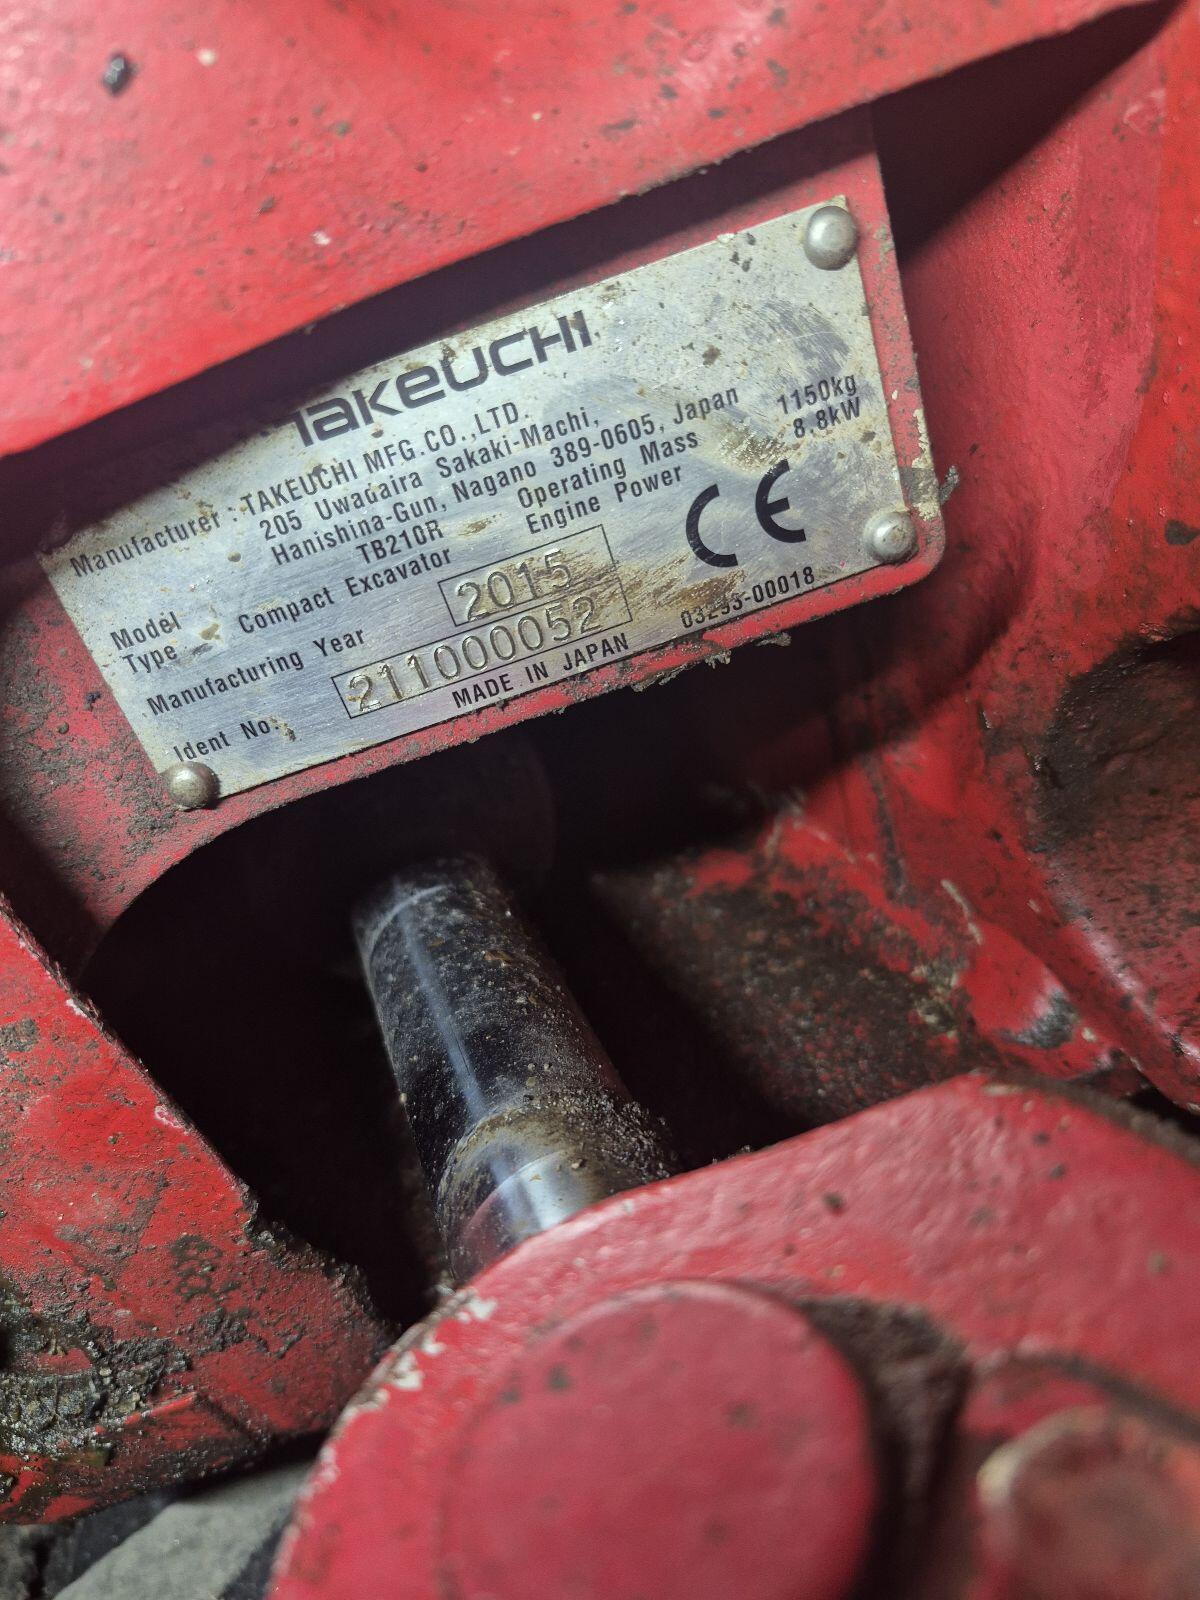 TAKEUCHI
Manufacturer : TAKEUCHI MFG.CO.,LTD.
205 Uwadaira Sakaki-Machi,
Hanishina-Gun, Nagano 389-0605, Japan
Model TB210R Operating Mass 1150kg
Type Compact Excavator Engine Power 8.8kW
Manufacturing Year 2015
CE
Ident No. 211000052
MADE IN JAPAN